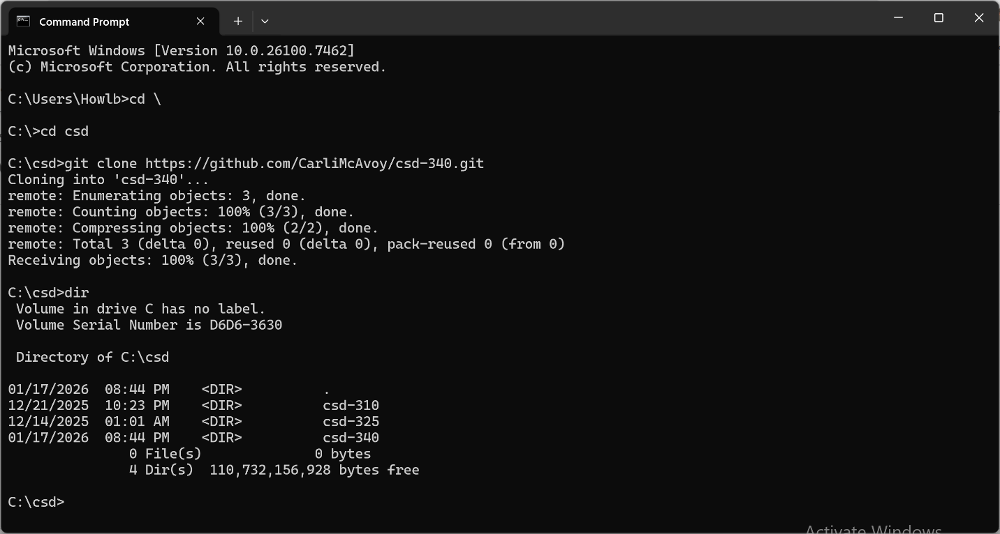 Command Prompt
Microsoft Windows [Version 10.0.26100.7462]
(c) Microsoft Corporation. All rights reserved.
C:\Users\Howlb>cd \
C:\>cd csd
C:\csd>git clone https://github.com/CarliMcAvoy/csd-340.git
Cloning into 'csd-340'...
remote: Enumerating objects: 3, done.
remote: Counting objects: 100% (3/3), done.
remote: Compressing objects: 100% (2/2), done.
remote: Total 3 (delta 0), reused 0 (delta 0), pack-reused 0 (from 0)
Receiving objects: 100% (3/3), done.
C:\csd>dir
 Volume in drive C has no label.
 Volume Serial Number is D6D6-3630
 Directory of C:\csd
01/17/2026  08:44 PM    <DIR>          .
12/21/2025  10:23 PM    <DIR>          csd-310
12/14/2025  01:01 AM    <DIR>          csd-325
01/17/2026  08:44 PM    <DIR>          csd-340
               0 File(s)              0 bytes
               4 Dir(s)  110,732,156,928 bytes free
C:\csd>
Activate Windows